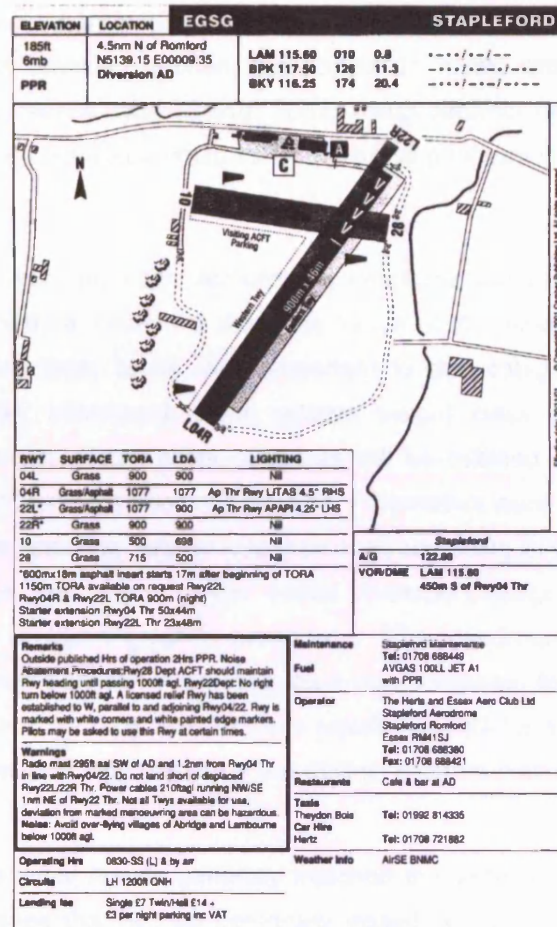 ELEVATION LOCATION EGSG STAPLEFORD
185ft
6mb
PPR
4.5nm N of Romford
N5139.15 E00009.35
Diversion AD
LAM 115.60 010 0.8
BPK 117.50 126 11.3
BKY 116.25 174 20.4
N
C
A
L22R
10
28
Visiting ACFT
Parking
Western Twy
900m x 46m
L04R
RWY SURFACE TORA LDA LIGHTING
04L Grass 900 900 Nil
04R Grass/Asphalt 1077 1077 Ap Thr Rwy LITAS 4.5° RHS
22L* Grass/Asphalt 1077 900 Ap Thr Rwy APAPI 4.25° LHS
22R* Grass 900 900 Nil
10 Grass 500 698 Nil
28 Grass 715 500 Nil
*600mx18m asphalt insert starts 17m after beginning of TORA
1150m TORA available on request Rwy22L
Rwy04R & Rwy22L TORA 900m (night)
Starter extension Rwy04 Thr 50x44m
Starter extension Rwy22L Thr 23x48m
Stapleford
A/G 122.80
VOR/DME LAM 115.60
450m S of Rwy04 Thr
Remarks
Outside published Hrs of operation 2Hrs PPR. Noise
Abatement Procedures:Rwy28 Dept ACFT should maintain
Rwy heading until passing 1000ft agl. Rwy22Dept: No right
turn below 1000ft agl. A licensed relief Rwy has been
established to W, parallel to and adjoining Rwy04/22. Rwy is
marked with white corners and white painted edge markers.
Pilots may be asked to use this Rwy at certain times.
Warnings
Radio mast 295ft aal SW of AD and 1.2nm from Rwy04 Thr
in line withRwy04/22. Do not land short of displaced
Rwy22L/22R Thr. Power cables 210ftagl running NW/SE
1nm NE of Rwy22 Thr. Not all Twys available for use,
deviation from marked manoeuvring area can be hazardous.
Noise: Avoid over-flying villages of Abridge and Lambourne
below 1000ft agl.
Operating Hrs 0830-SS (L) & by arr
Circuits LH 1200ft QNH
Landing fee Single £7 Twin/Hell £14 +
£3 per night parking inc VAT
Maintenance Stapleford Maintenance
Tel: 01708 688449
Fuel AVGAS 100LL JET A1
with PPR
Operator The Herts and Essex Aero Club Ltd
Stapleford Aerodrome
Stapleford Romford
Essex RM41SJ
Tel: 01708 688380
Fax: 01708 688421
Restaurants Cafe & bar at AD
Taxis
Theydon Bois Tel: 01992 814335
Car Hire
Hertz Tel: 01708 721882
Weather Info AirSE BNMC